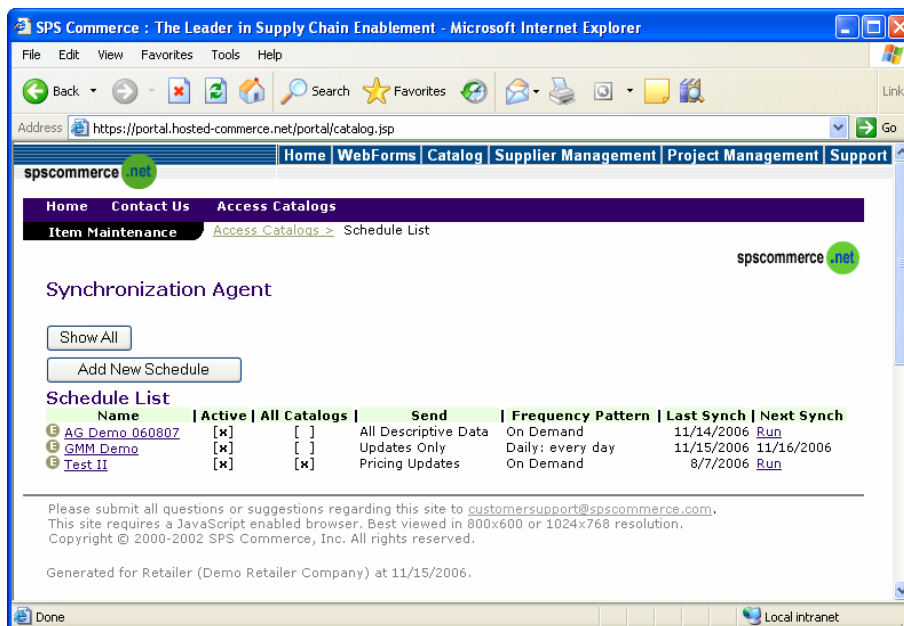 SPS Commerce : The Leader in Supply Chain Enablement - Microsoft Internet Explorer
File Edit View Favorites Tools Help
Back Search Favorites Link
Address https://portal.hosted-commerce.net/portal/catalog.jsp Go
Home | WebForms | Catalog | Supplier Management | Project Management | Support
spscommerce .net
Home Contact Us Access Catalogs
Item Maintenance Access Catalogs > Schedule List
spscommerce .net
Synchronization Agent
Show All
Add New Schedule
Schedule List
Name | Active | All Catalogs | Send | Frequency Pattern | Last Synch | Next Synch
E AG Demo 060807 [x] [ ] All Descriptive Data On Demand 11/14/2006 Run
E GMM Demo [x] [ ] Updates Only Daily: every day 11/15/2006 11/16/2006
E Test II [x] [x] Pricing Updates On Demand 8/7/2006 Run
Please submit all questions or suggestions regarding this site to customersupport@spscommerce.com.
This site requires a JavaScript enabled browser. Best viewed in 800x600 or 1024x768 resolution.
Copyright © 2000-2002 SPS Commerce, Inc. All rights reserved.
Generated for Retailer (Demo Retailer Company) at 11/15/2006.
Done Local intranet